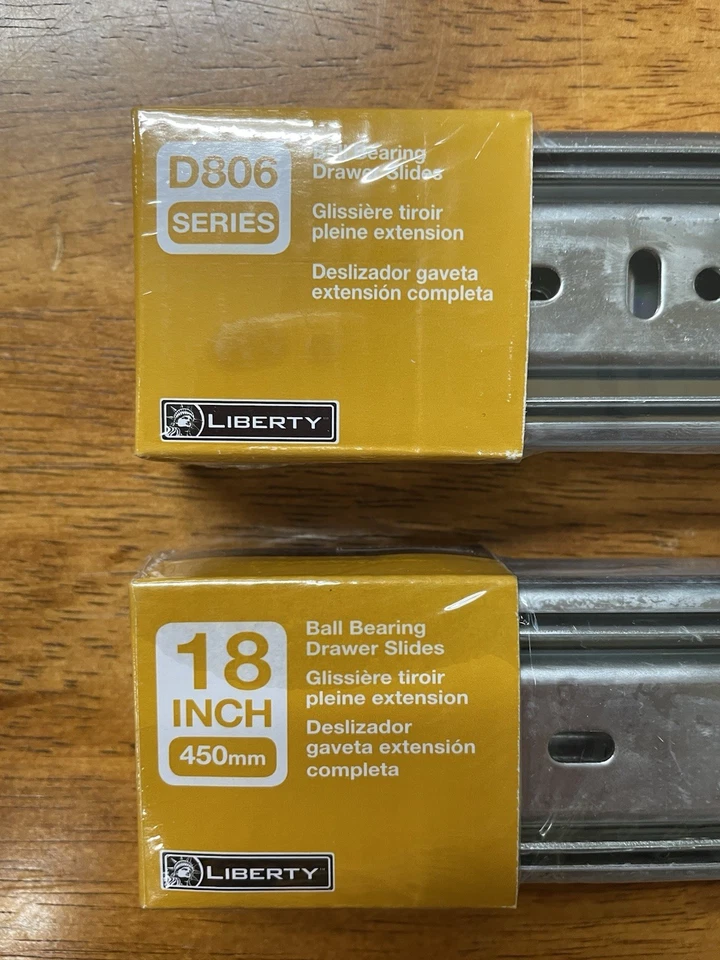 D806
SERIES
Ball Bearing
Drawer Slides
Glissière tiroir
pleine extension
Deslizador gaveta
extensión completa
LIBERTY
18
INCH
450mm
Ball Bearing
Drawer Slides
Glissière tiroir
pleine extension
Deslizador
gaveta extensión
completa
LIBERTY